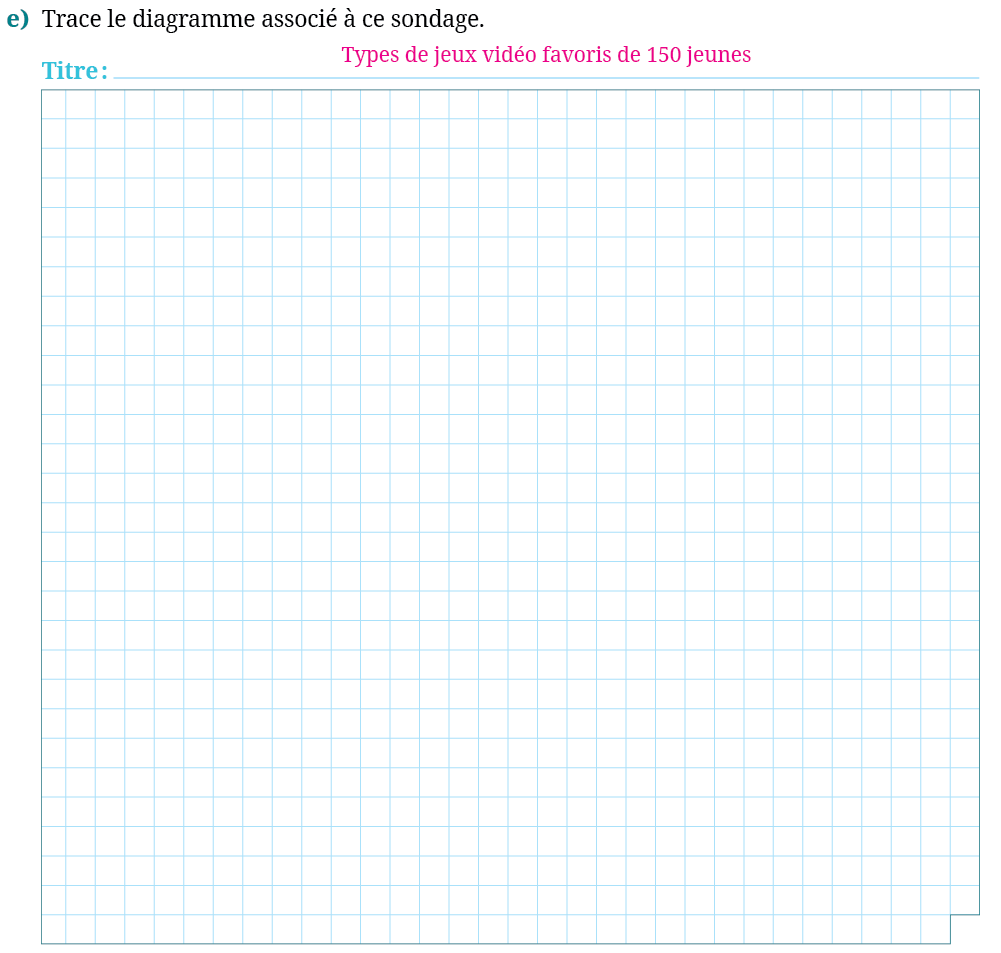 e) Trace le diagramme associé à ce sondage.
Types de jeux vidéo favoris de 150 jeunes
Titre :